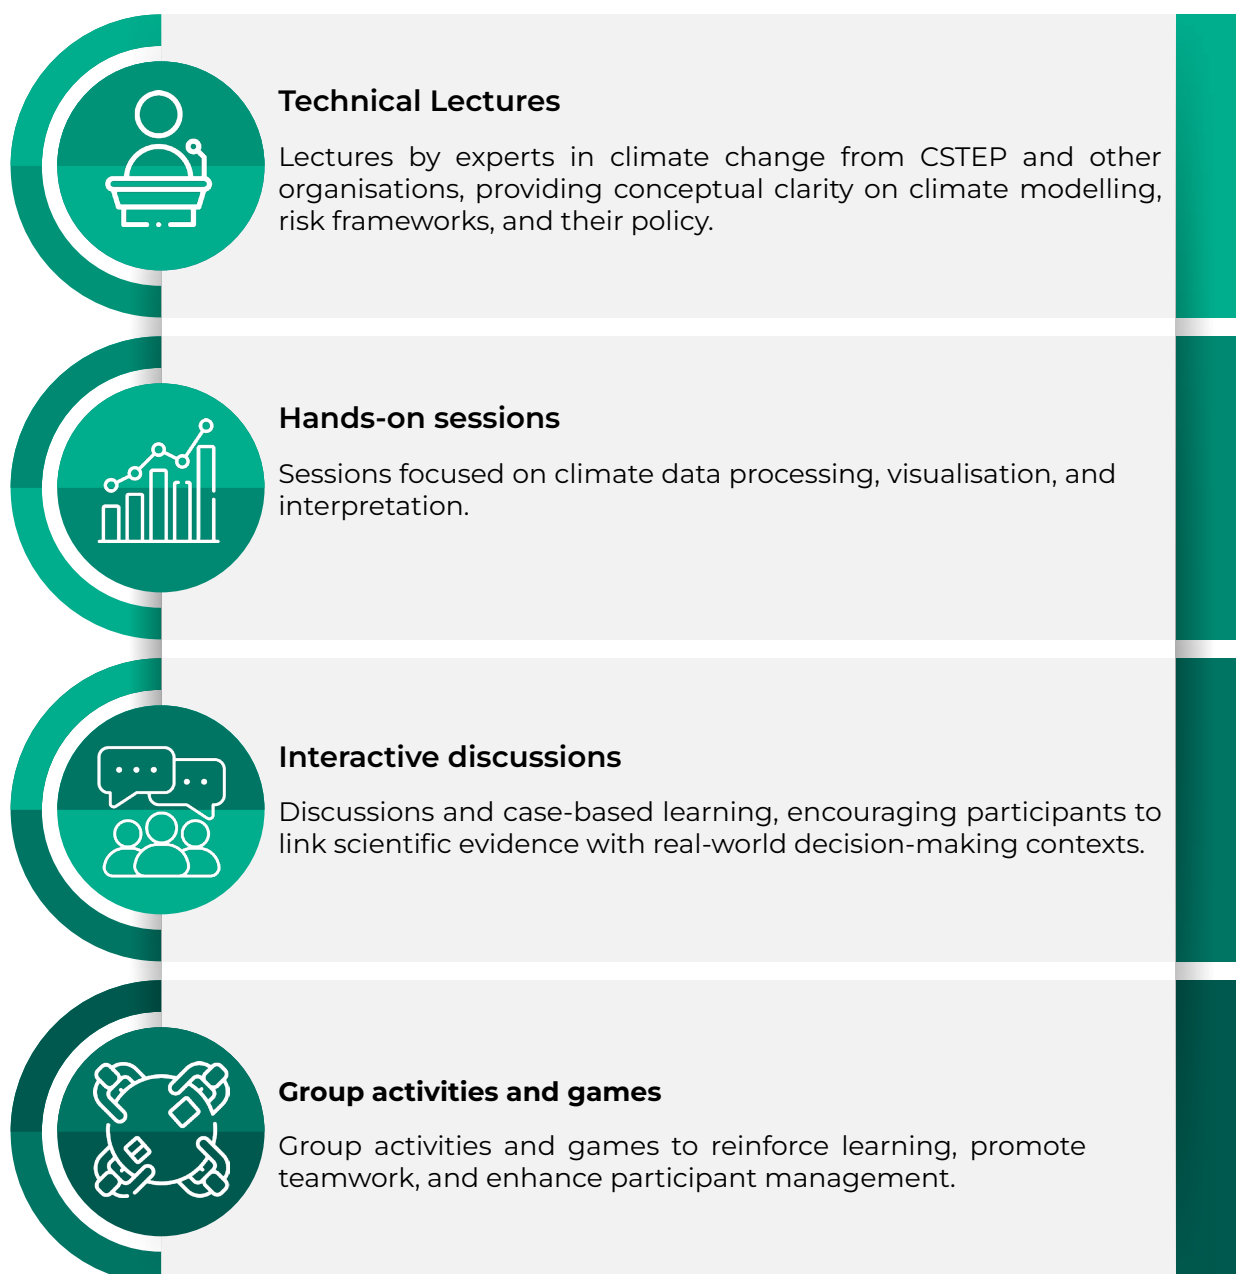 Technical Lectures
Lectures by experts in climate change from CSTEP and other
organisations, providing conceptual clarity on climate modelling,
risk frameworks, and their policy.
Hands-on sessions
Sessions focused on climate data processing, visualisation, and
interpretation.
Interactive discussions
Discussions and case-based learning, encouraging participants to
link scientific evidence with real-world decision-making contexts.
Group activities and games
Group activities and games to reinforce learning, promote
teamwork, and enhance participant management.